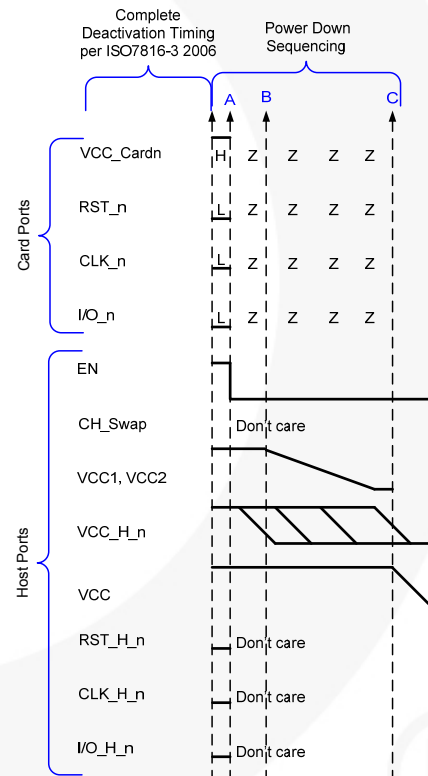 Complete
Deactivation Timing
per ISO7816-3 2006
Power Down
Sequencing
A B C
VCC_Cardn H Z Z Z Z
RST_n L Z Z Z Z
CLK_n L Z Z Z Z
I/O_n L Z Z Z Z
Card Ports
EN
CH_Swap Don't care
VCC1, VCC2
VCC_H_n
VCC
RST_H_n Don't care
CLK_H_n Don't care
I/O_H_n Don't care
Host Ports